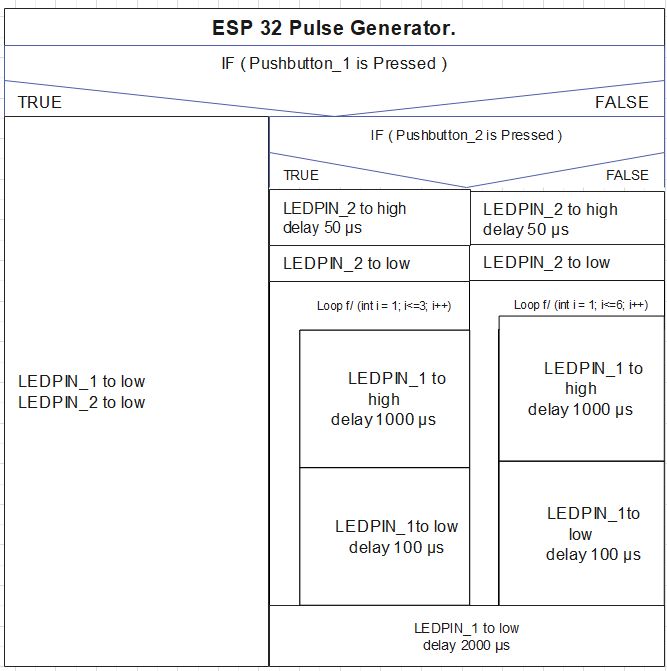 ESP 32 Pulse Generator.
IF ( Pushbutton_1 is Pressed )
TRUE
FALSE
IF ( Pushbutton_2 is Pressed )
TRUE
FALSE
LEDPIN_2 to high
delay 50 µs
LEDPIN_2 to high
delay 50 µs
LEDPIN_2 to low
LEDPIN_2 to low
Loop f/ (int i = 1; i<=3; i++)
Loop f/ (int i = 1; i<=6; i++)
LEDPIN_1 to low
LEDPIN_2 to low
LEDPIN_1 to
high
delay 1000 µs
LEDPIN_1 to
high
delay 1000 µs
LEDPIN_1to low
delay 100 µs
LEDPIN_1to
low
delay 100 µs
LEDPIN_1 to low
delay 2000 µs